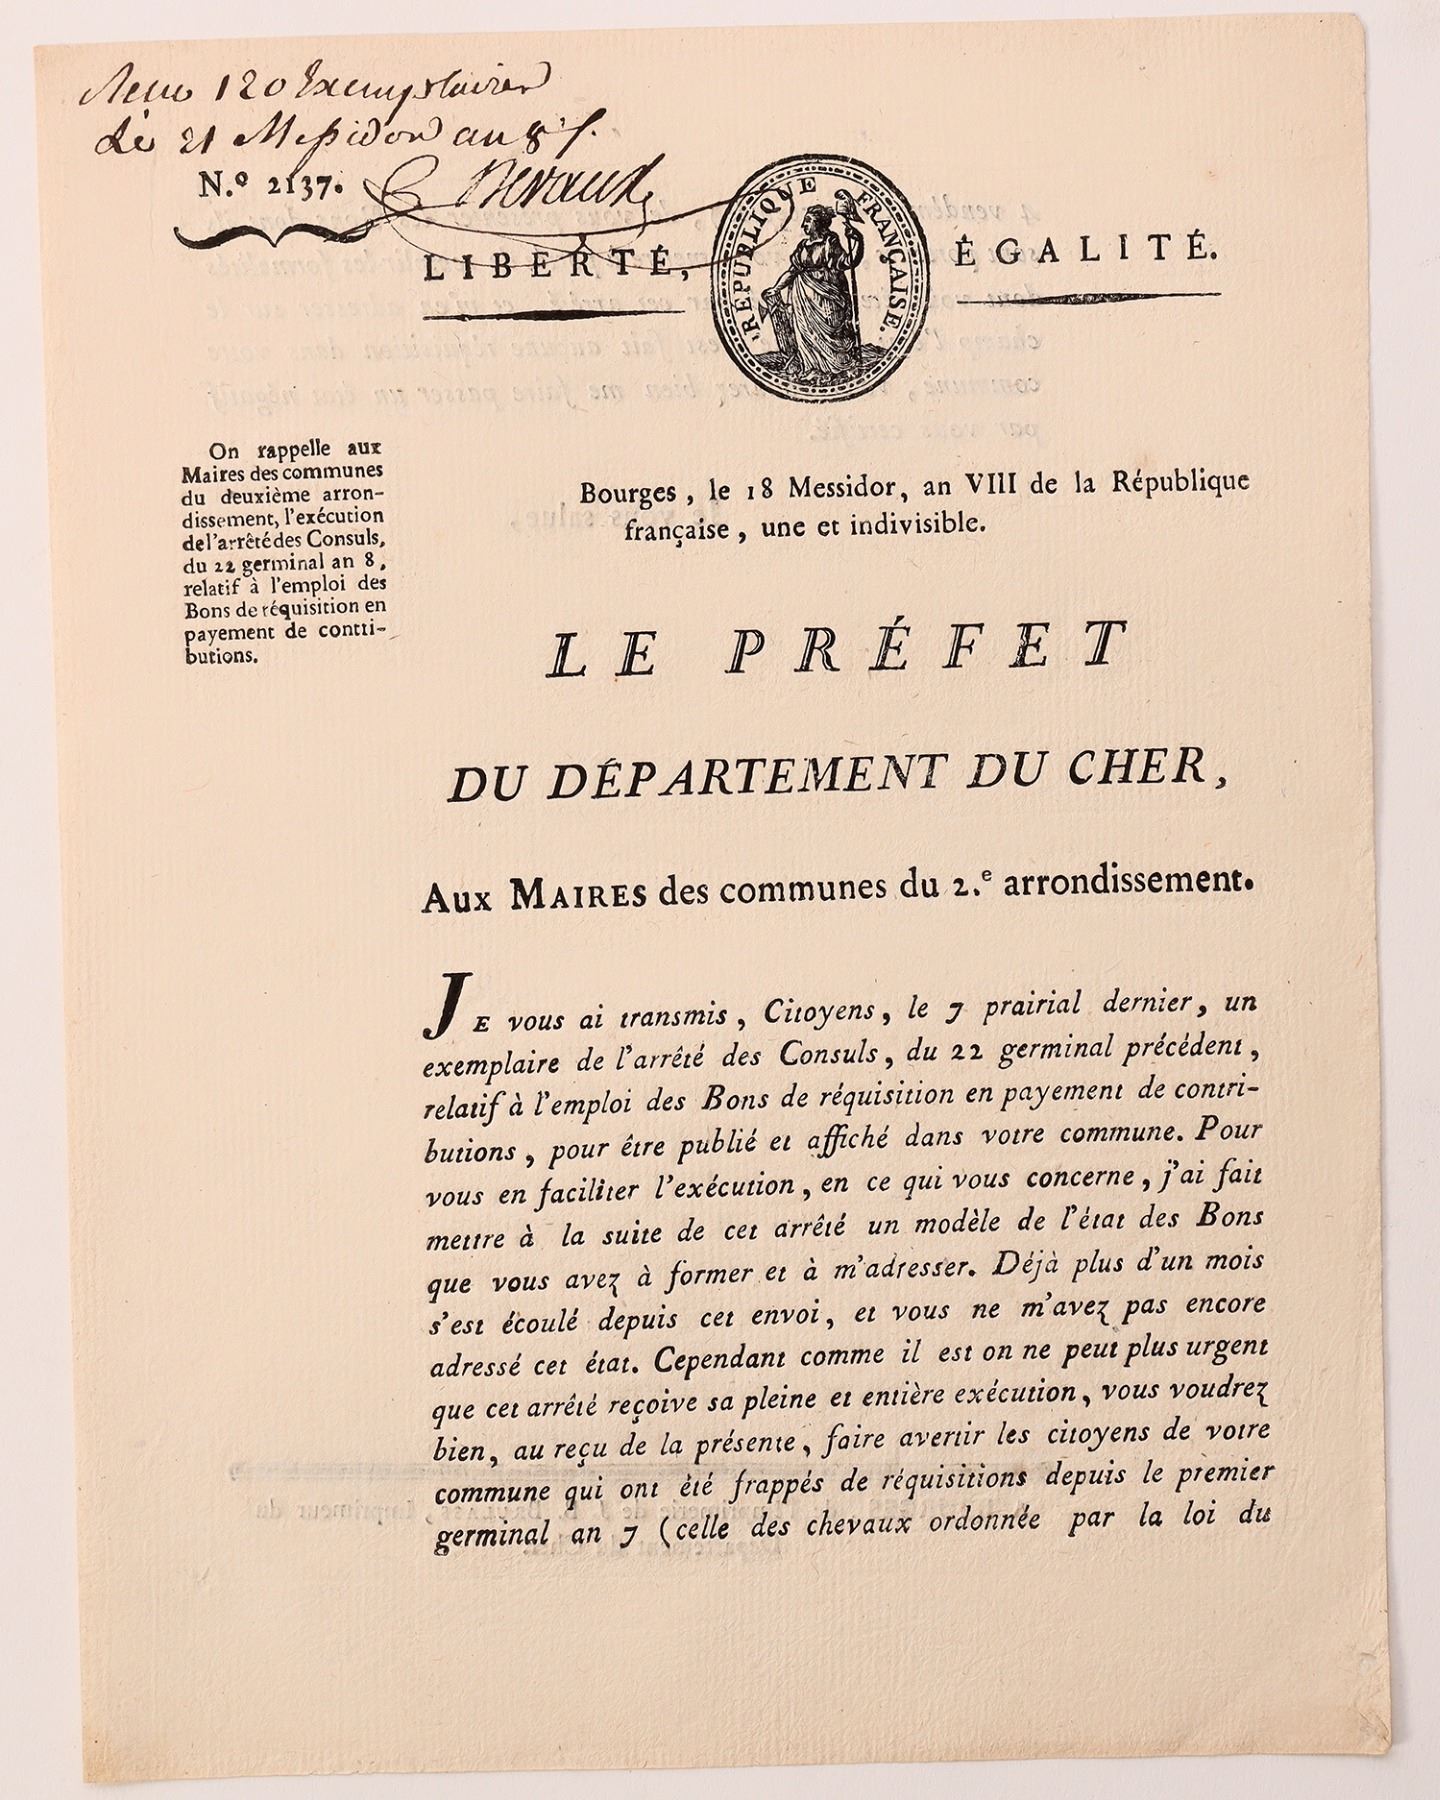 Reçu 120 Exemplaires
Le 21 Messidor an 8
N.º 2137.
LIBERTÉ,
RÉPUBLIQUE FRANÇAISE.
ÉGALITÉ.
On rappelle aux
Maires des communes
du deuxième arron-
dissement, l'exécution
de l'arrêté des Consuls,
du 22 germinal an 8,
relatif à l'emploi des
Bons de réquisition en
payement de contti-
butions.
Bourges, le 18 Messidor, an VIII de la République
française, une et indivisible.
LE PRÉFET
DU DÉPARTEMENT DU CHER,
Aux MAIRES des communes du 2.e arrondissement.
JE vous ai transmis, Citoyens, le 7 prairial dernier, un
exemplaire de l'arrêté des Consuls, du 22 germinal précédent,
relatif à l'emploi des Bons de réquisition en payement de contri-
butions, pour être publié et affiché dans votre commune. Pour
vous en faciliter l'exécution, en ce qui vous concerne, j'ai fait
mettre à la suite de cet arrêté un modèle de l'état des Bons
que vous avez à former et à m'adresser. Déjà plus d'un mois
s'est écoulé depuis cet envoi, et vous ne m'avez pas encore
adressé cet état. Cependant comme il est on ne peut plus urgent
que cet arrêté reçoive sa pleine et entière exécution, vous voudrez
bien, au reçu de la présente, faire avertir les citoyens de votre
commune qui ont été frappés de réquisitions depuis le premier
germinal an 7 (celle des chevaux ordonnée par la loi du